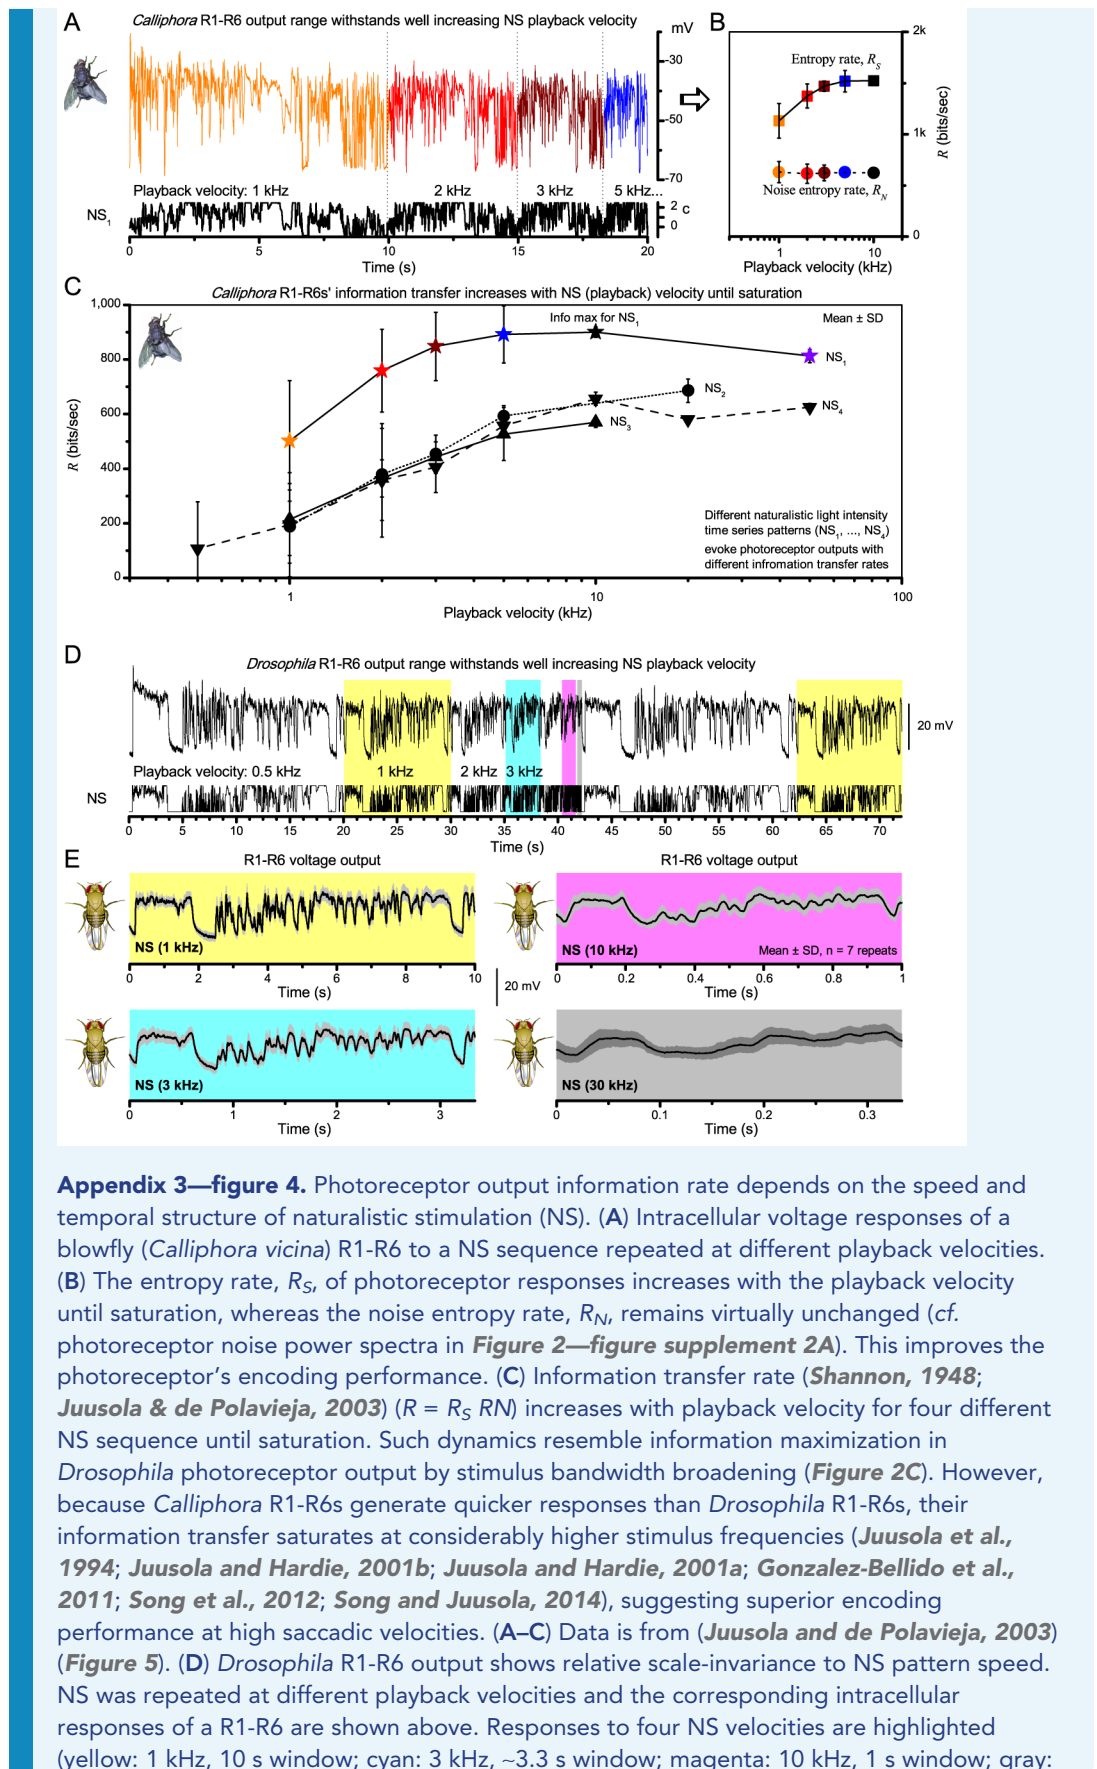 A
Calliphora R1-R6 output range withstands well increasing NS playback velocity
mV
-30
-50
-70
Playback velocity: 1 kHz
2 kHz
3 kHz
5 kHz...
NS1
2
0
c
0
5
10
15
20
Time (s)
B
2k
1k
0
Entropy rate, RS
Noise entropy rate, RN
R (bits/sec)
1
10
Playback velocity (kHz)
C
Calliphora R1-R6s' information transfer increases with NS (playback) velocity until saturation
1,000
800
600
400
200
0
R (bits/sec)
Info max for NS1
Mean ± SD
NS1
NS2
NS4
NS3
Different naturalistic light intensity
time series patterns (NS1, ..., NS4)
evoke photoreceptor outputs with
different infromation transfer rates
1
10
100
Playback velocity (kHz)
D
Drosophila R1-R6 output range withstands well increasing NS playback velocity
20 mV
Playback velocity: 0.5 kHz
1 kHz
2 kHz
3 kHz
NS
0
5
10
15
20
25
30
35
40
45
50
55
60
65
70
Time (s)
E
R1-R6 voltage output
R1-R6 voltage output
NS (1 kHz)
0
2
4
6
8
10
Time (s)
NS (10 kHz)
Mean ± SD, n = 7 repeats
0
0.2
0.4
0.6
0.8
1
Time (s)
20 mV
NS (3 kHz)
0
1
2
3
Time (s)
NS (30 kHz)
0
0.1
0.2
0.3
Time (s)
Appendix 3—figure 4. Photoreceptor output information rate depends on the speed and
temporal structure of naturalistic stimulation (NS). (A) Intracellular voltage responses of a
blowfly (Calliphora vicina) R1-R6 to a NS sequence repeated at different playback velocities.
(B) The entropy rate, RS, of photoreceptor responses increases with the playback velocity
until saturation, whereas the noise entropy rate, RN, remains virtually unchanged (cf.
photoreceptor noise power spectra in Figure 2—figure supplement 2A). This improves the
photoreceptor's encoding performance. (C) Information transfer rate (Shannon, 1948;
Juusola & de Polavieja, 2003) (R = RS RN) increases with playback velocity for four different
NS sequence until saturation. Such dynamics resemble information maximization in
Drosophila photoreceptor output by stimulus bandwidth broadening (Figure 2C). However,
because Calliphora R1-R6s generate quicker responses than Drosophila R1-R6s, their
information transfer saturates at considerably higher stimulus frequencies (Juusola et al.,
1994; Juusola and Hardie, 2001b; Juusola and Hardie, 2001a; Gonzalez-Bellido et al.,
2011; Song et al., 2012; Song and Juusola, 2014), suggesting superior encoding
performance at high saccadic velocities. (A–C) Data is from (Juusola and de Polavieja, 2003)
(Figure 5). (D) Drosophila R1-R6 output shows relative scale-invariance to NS pattern speed.
NS was repeated at different playback velocities and the corresponding intracellular
responses of a R1-R6 are shown above. Responses to four NS velocities are highlighted
(yellow: 1 kHz, 10 s window; cyan: 3 kHz, ~3.3 s window; magenta: 10 kHz, 1 s window; gray: